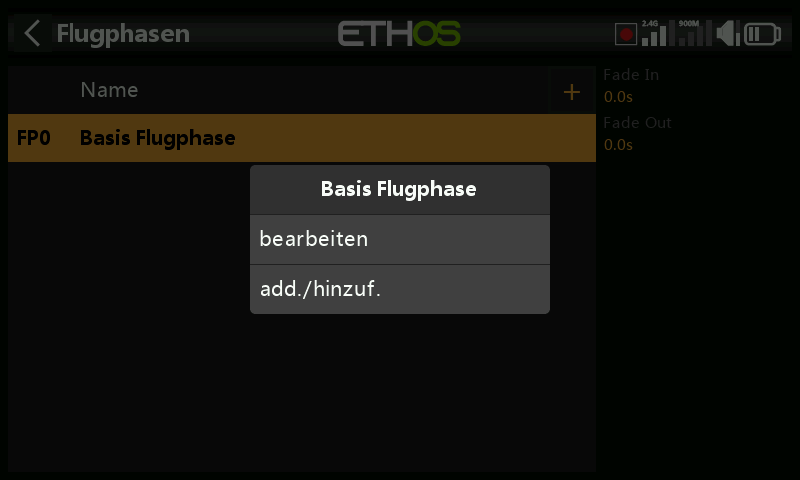 Flugphasen
ETHOS
2.4G
900M
Name
+
Fade In
0.0s
FP0 Basis Flugphase
Fade Out
0.0s
Basis Flugphase
bearbeiten
add./hinzuf.